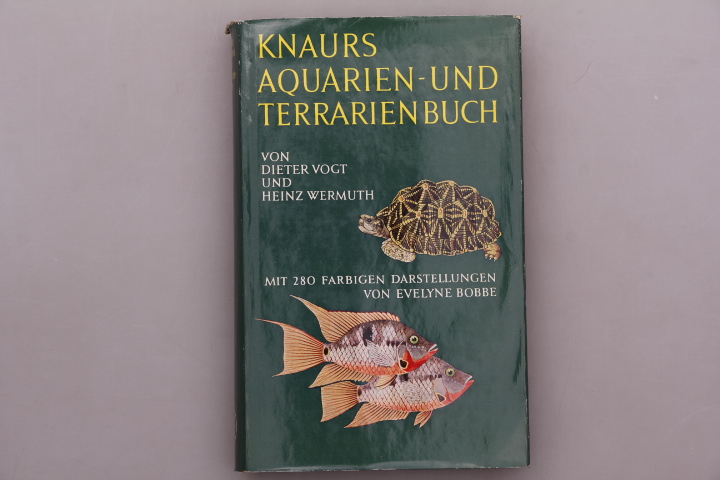 KNAURS
AQUARIEN-UND
TERRARIENBUCH
VON
DIETER VOGT
UND
HEINZ WERMUTH
MIT 280 FARBIGEN DARSTELLUNGEN
VON EVELYNE BOBBE